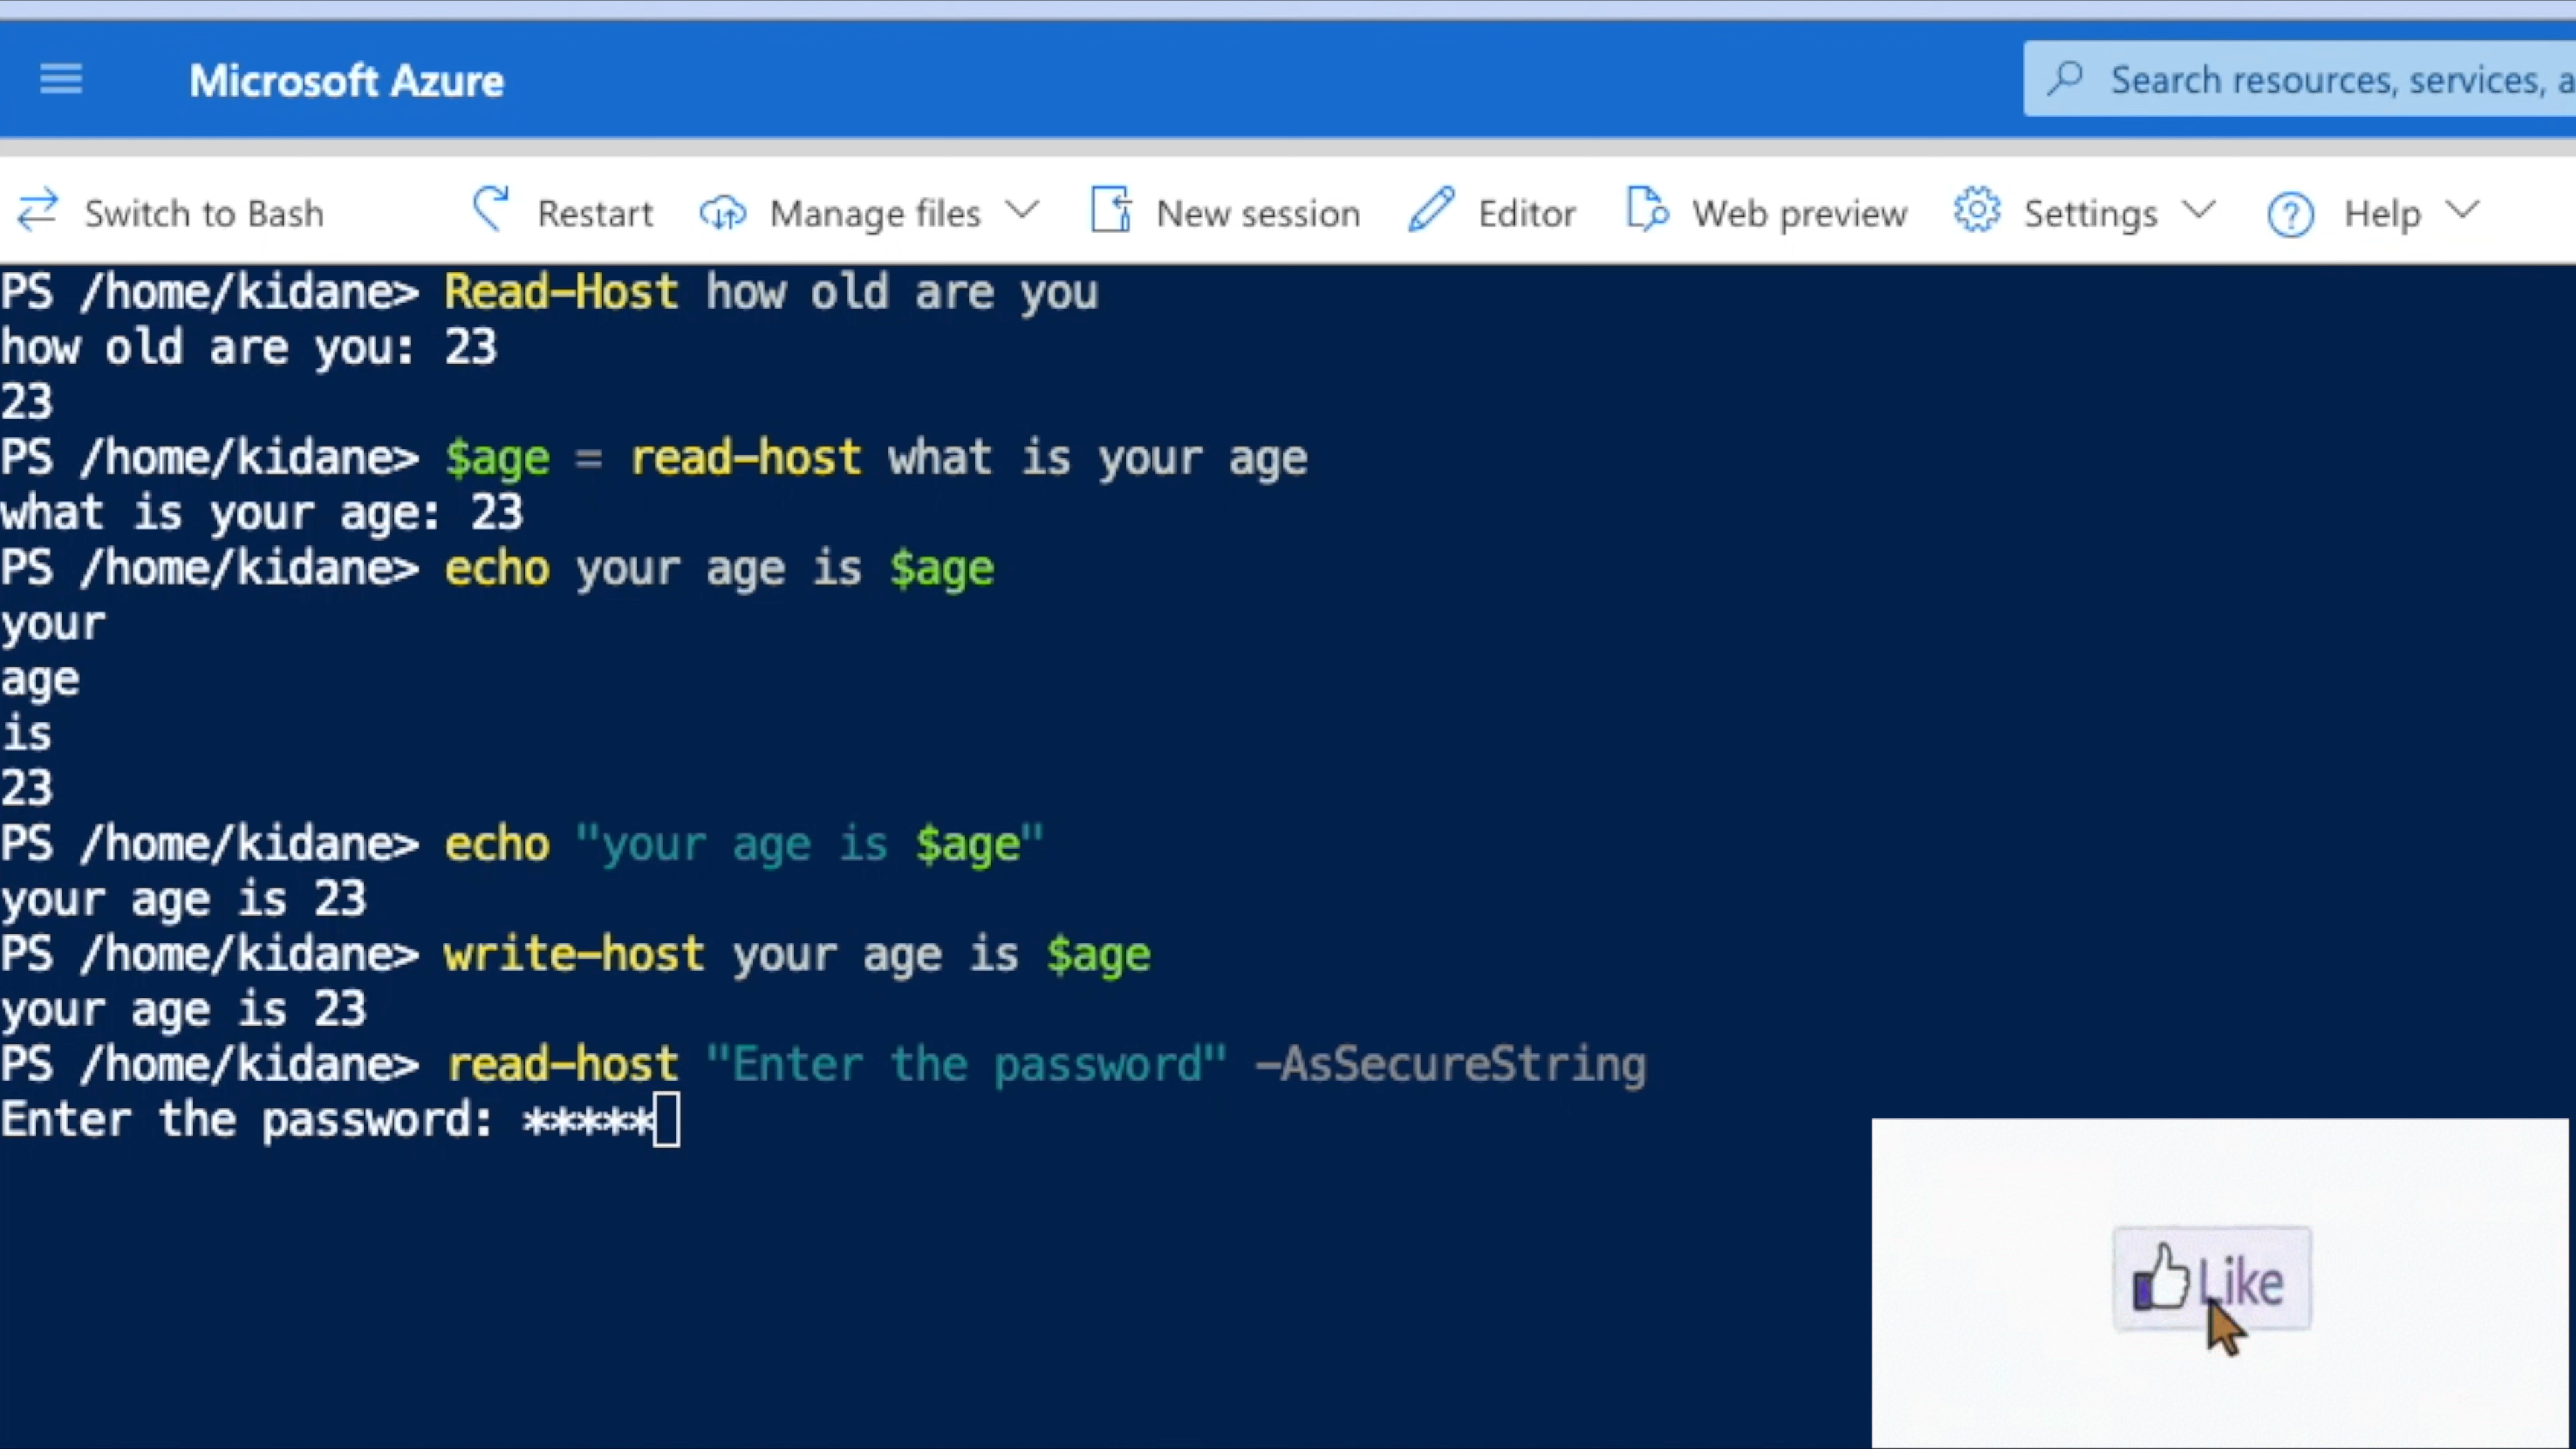 Microsoft Azure
Search resources, services, a
Switch to Bash Restart Manage files New session Editor Web preview Settings Help
PS /home/kidane> Read-Host how old are you
how old are you: 23
23
PS /home/kidane> $age = read-host what is your age
what is your age: 23
PS /home/kidane> echo your age is $age
your
age
is
23
PS /home/kidane> echo "your age is $age"
your age is 23
PS /home/kidane> write-host your age is $age
your age is 23
PS /home/kidane> read-host "Enter the password" -AsSecureString
Enter the password: *****
Like